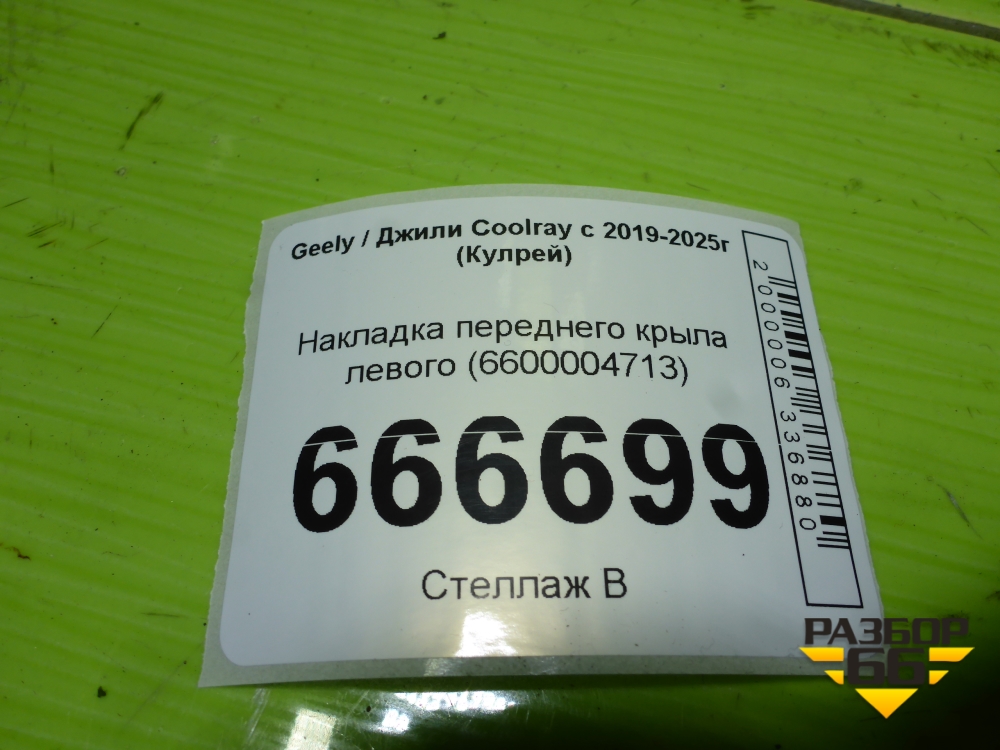 Geely / Джили Coolray с 2019-2025г
(Кулрей)
Накладка переднего крыла
левого (6600004713)
666699
Стеллаж В
2000006336880
РАЗБОР
66